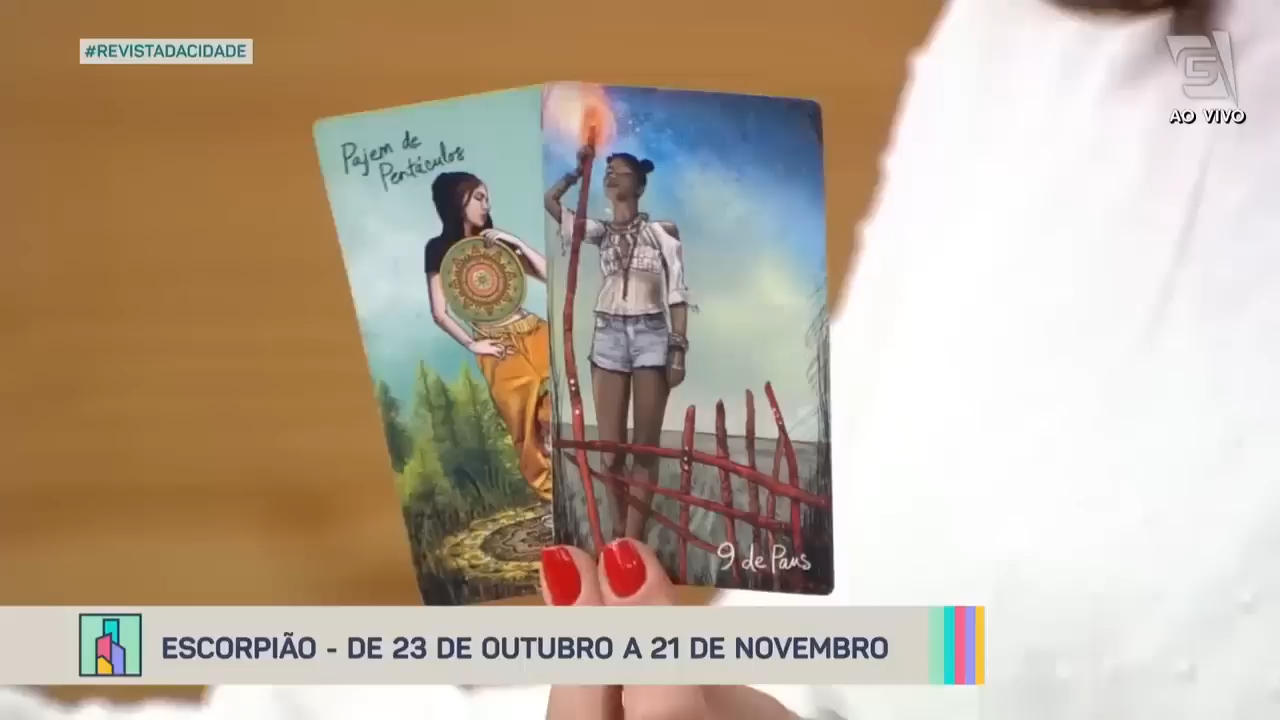 #REVISTADACIDADE
AO VIVO
Pajem de
Pentáculos
9 de Paus
ESCORPIÃO - DE 23 DE OUTUBRO A 21 DE NOVEMBRO